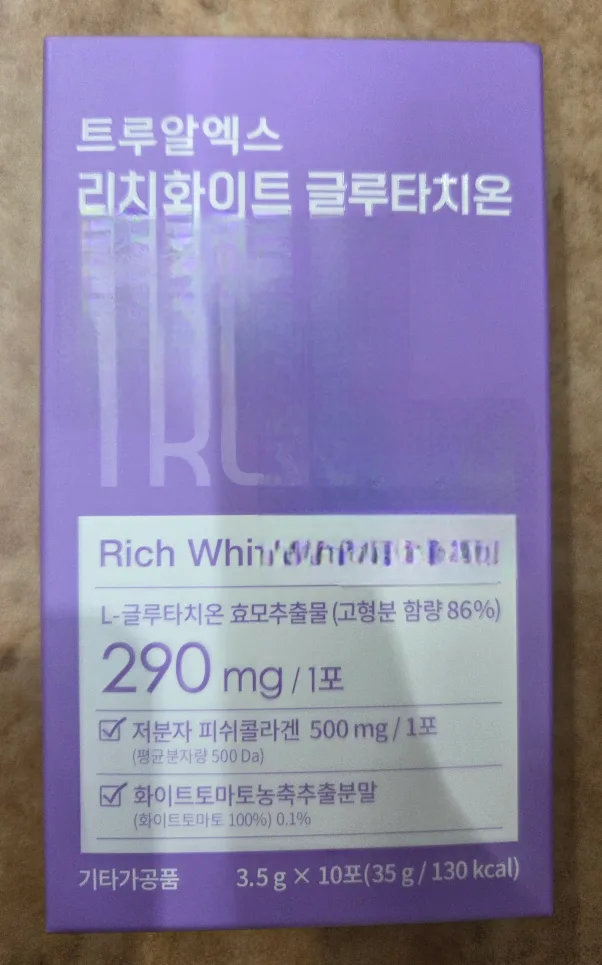 트루알엑스
리치화이트 글루타치온
Rich
L-글루타치온 효모추출물 (고형분 함량 86%)
290 mg / 1포
저분자 피쉬콜라겐 500 mg / 1포
(평균분자량 500 Da)
화이트토마토농축추출분말
(화이트토마토 100%) 0.1%
기타가공품 3.5 g × 10포(35 g / 130 kcal)